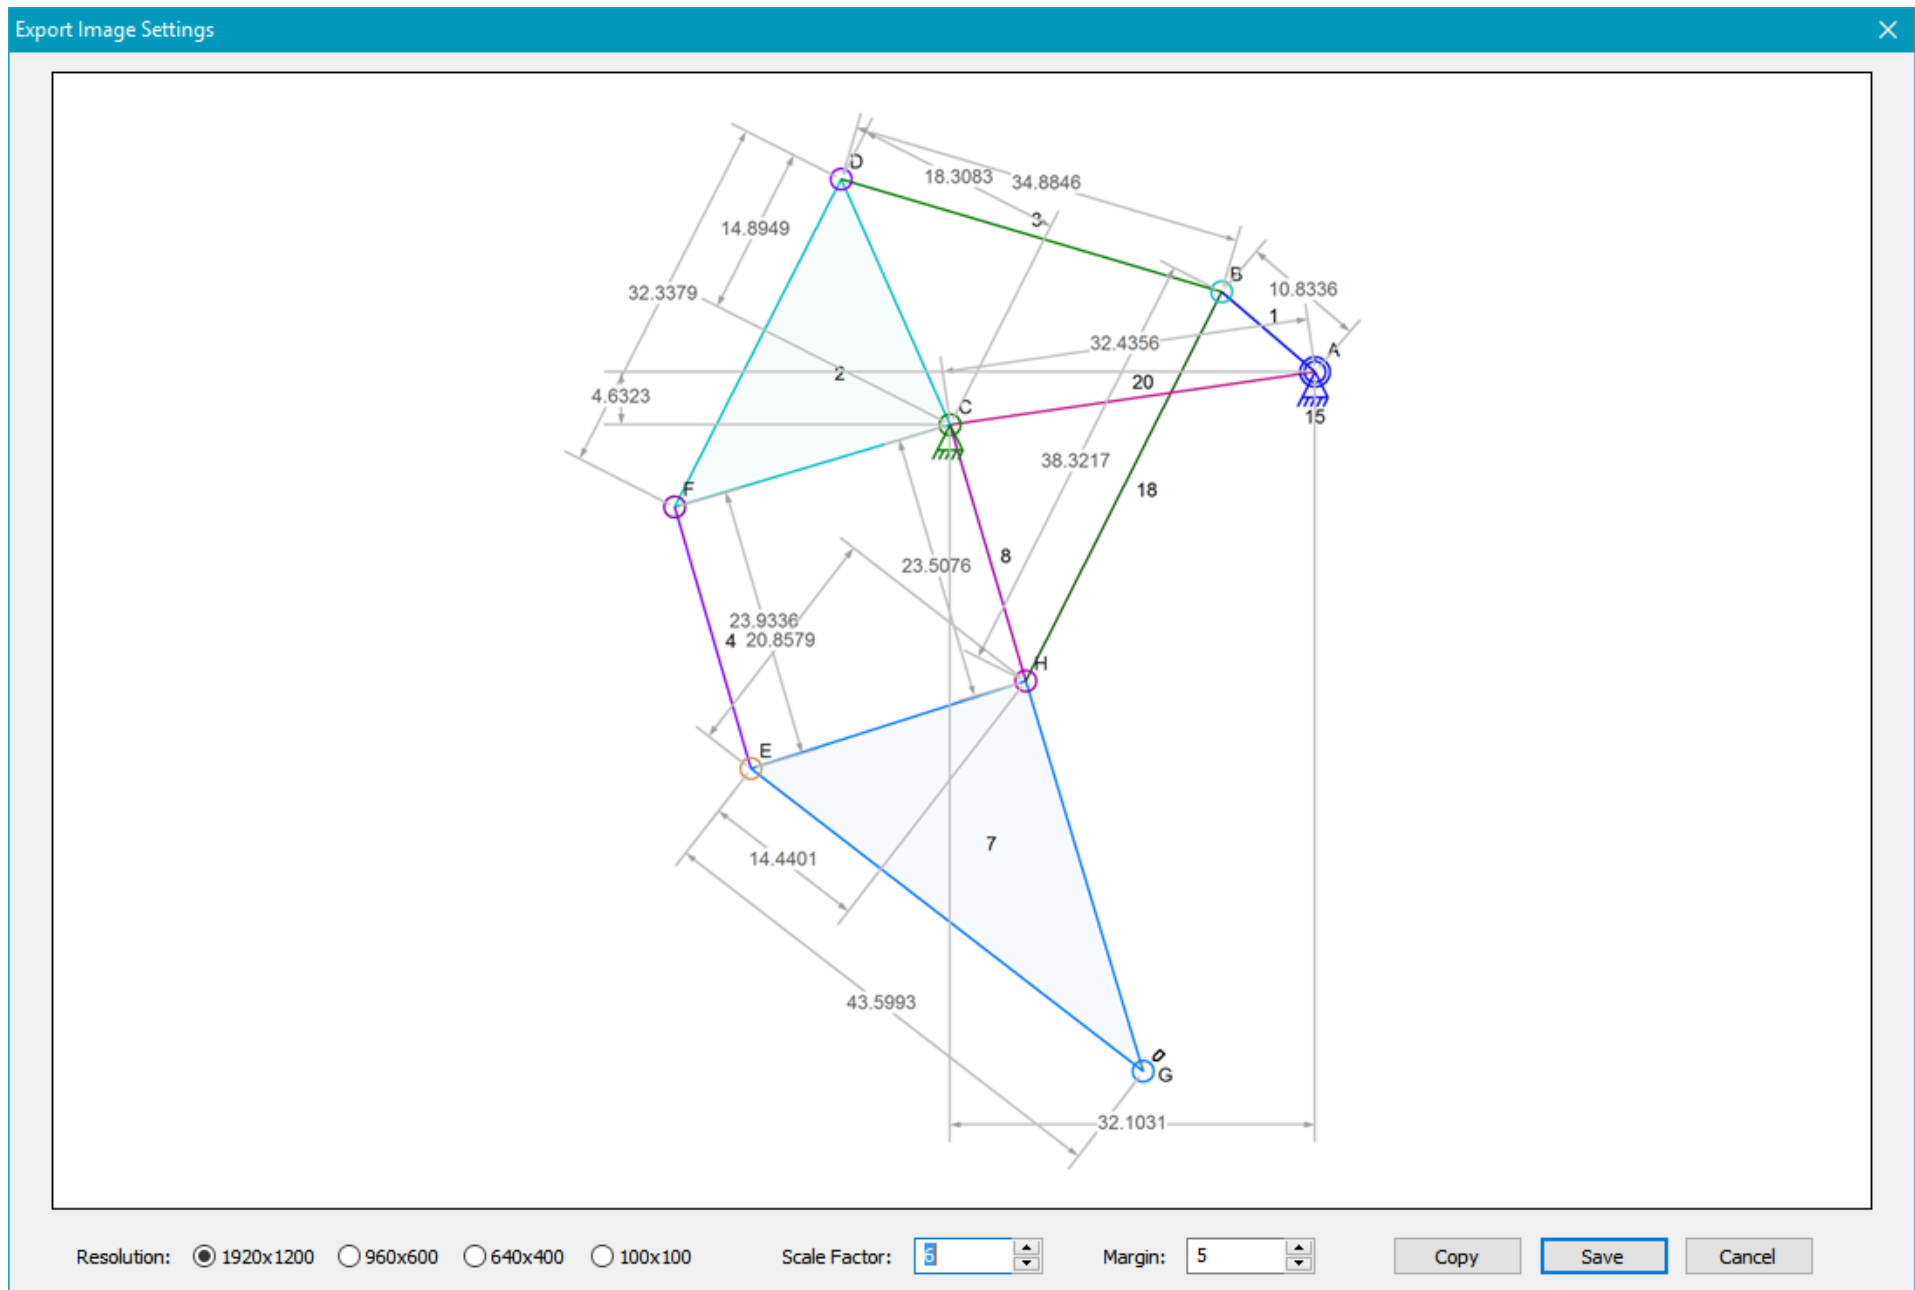 Export Image Settings
D
18.3083
34.8846
3
14.8949
B
10.8336
32.3379
1
32.4356
A
2
20
4.6323
C
15
38.3217
18
F
8
23.5076
23.9336
4
20.8579
H
E
7
14.4401
43.5993
0
G
32.1031
Resolution: 1920x1200 960x600 640x400 100x100 Scale Factor: 6 Margin: 5 Copy Save Cancel